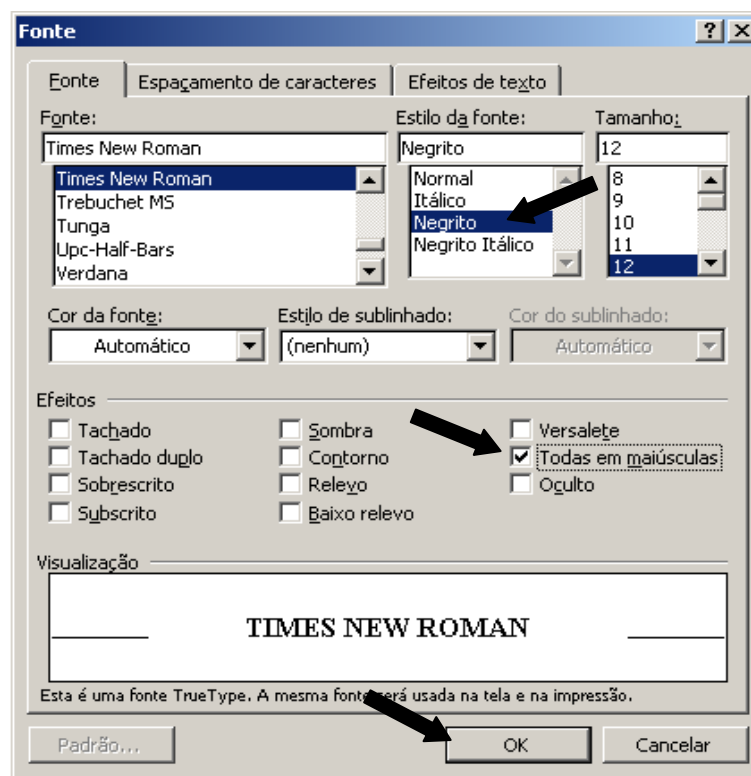 Fonte ? X
Fonte Espaçamento de caracteres Efeitos de texto
Fonte: Estilo da fonte: Tamanho:
Times New Roman Negrito 12
Times New Roman Normal 8
Trebuchet MS Itálico 9
Tunga Negrito 10
Upc-Half-Bars Negrito Itálico 11
Verdana 12
Cor da fonte: Estilo de sublinhado: Cor do sublinhado:
Automático (nenhum) Automático
Efeitos
Tachado Sombra Versalete
Tachado duplo Contorno Todas em maiúsculas
Sobrescrito Relevo Oculto
Subscrito Baixo relevo
Visualização
TIMES NEW ROMAN
Esta é uma fonte TrueType. A mesma fonte será usada na tela e na impressão.
Padrão... OK Cancelar